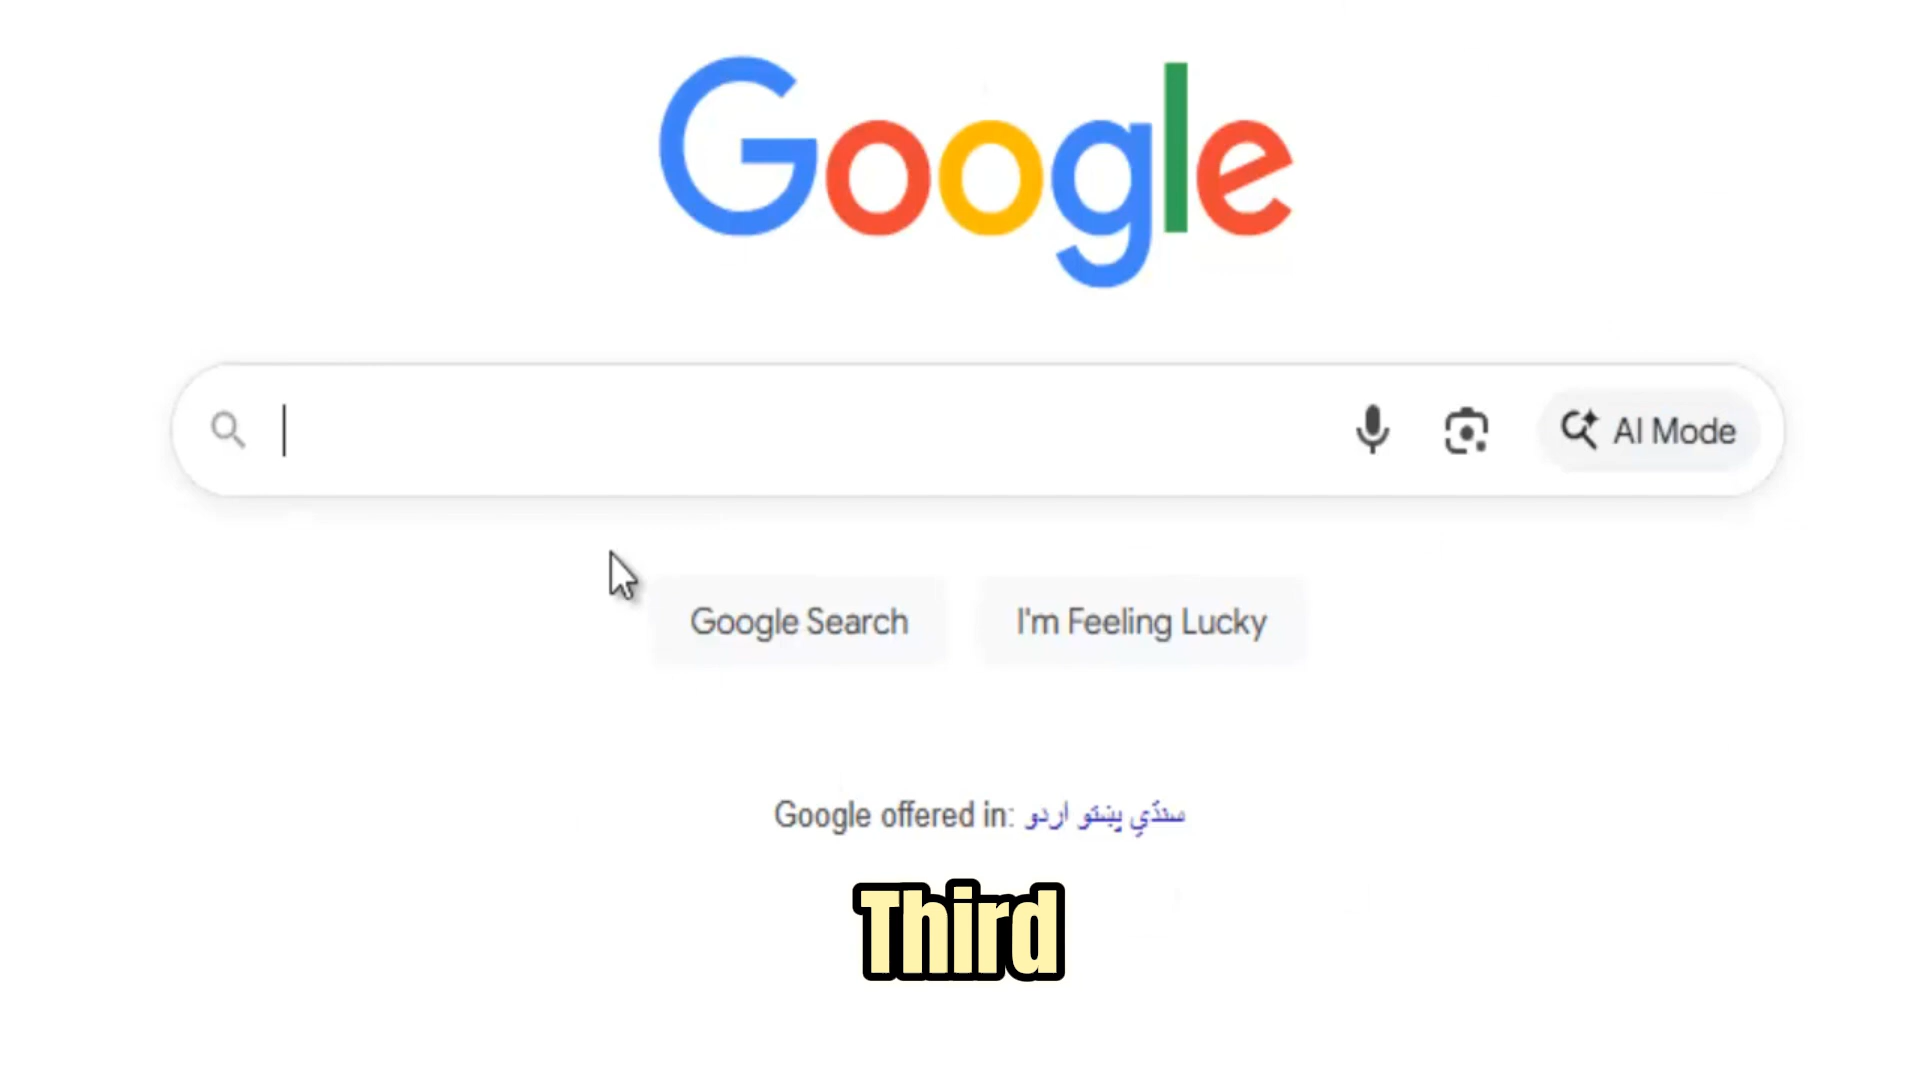 Google
AI Mode
Google Search
I'm Feeling Lucky
Google offered in: اردو پښتو سنڌي
Third